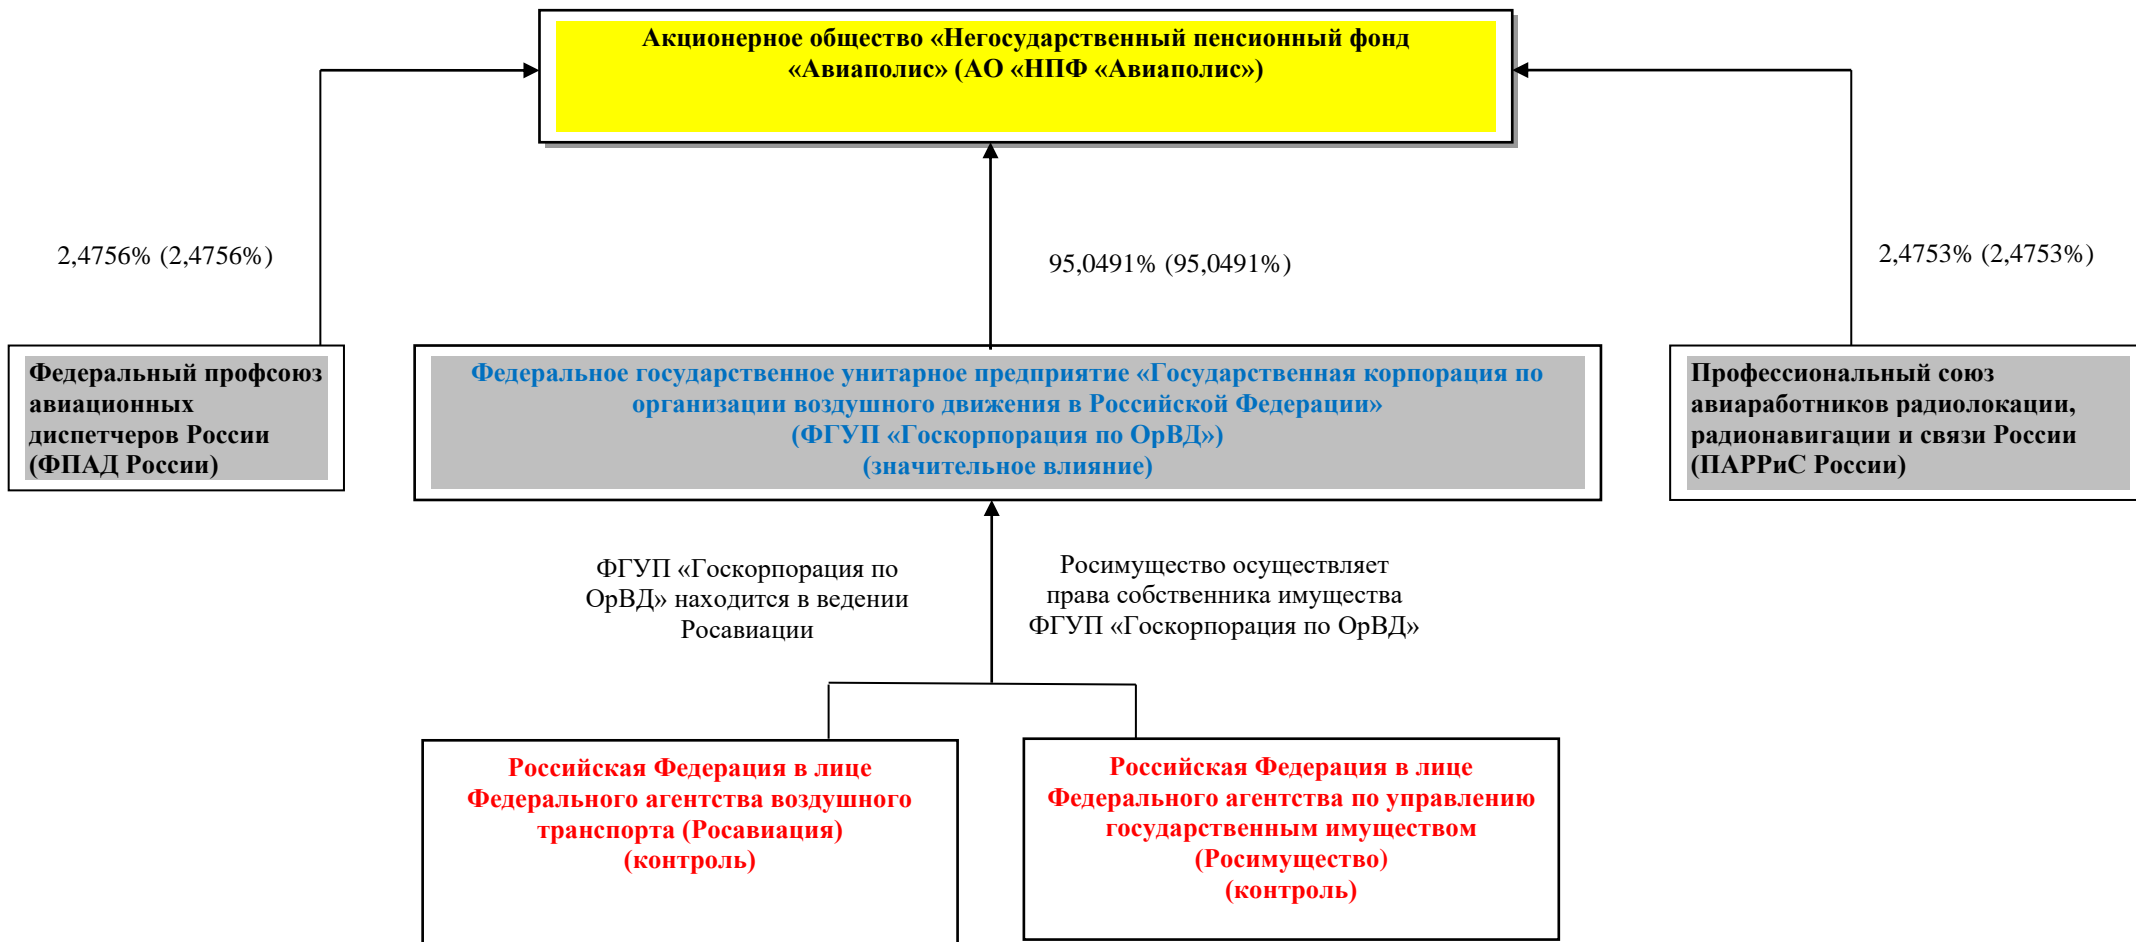 Акционерное общество «Негосударственный пенсионный фонд
«Авиаполис» (АО «НПФ «Авиаполис»)
2,4756% (2,4756%)
95,0491% (95,0491%)
2,4753% (2,4753%)
Федеральный профсоюз
авиационных
диспетчеров России
(ФПАД России)
Федеральное государственное унитарное предприятие «Государственная корпорация по
организации воздушного движения в Российской Федерации»
(ФГУП «Госкорпорация по ОрВД»)
(значительное влияние)
Профессиональный союз
авиаработников радиолокации,
радионавигации и связи России
(ПАРРиС России)
ФГУП «Госкорпорация по
ОрВД» находится в ведении
Росавиации
Росимущество осуществляет
права собственника имущества
ФГУП «Госкорпорация по ОрВД»
Российская Федерация в лице
Федерального агентства воздушного
транспорта (Росавиация)
(контроль)
Российская Федерация в лице
Федерального агентства по управлению
государственным имуществом
(Росимущество)
(контроль)